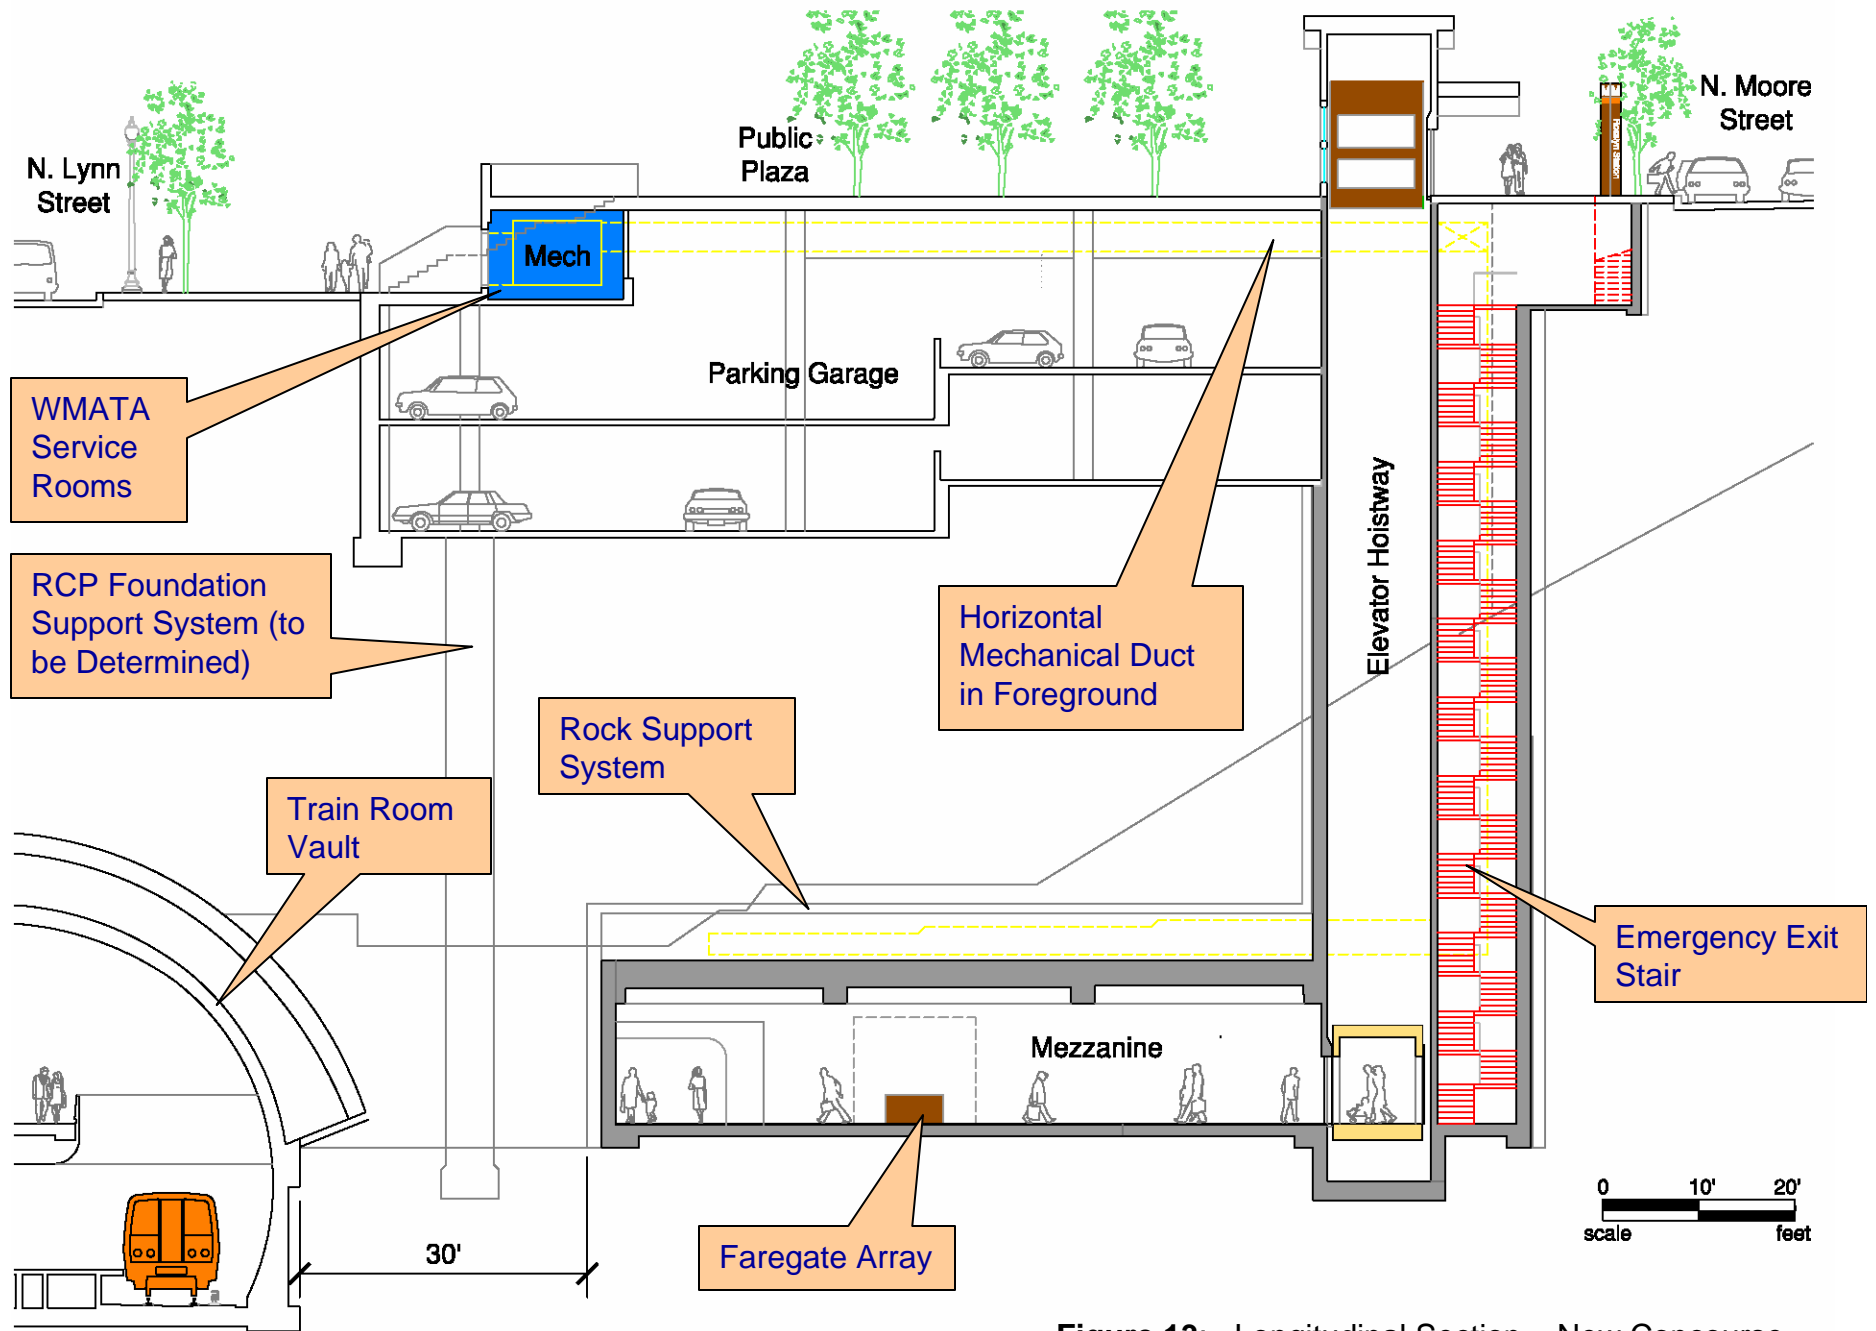 N. Lynn
Street
Public
Plaza
N. Moore
Street
Rosslyn Station
Mech
Parking Garage
WMATA
Service
Rooms
Elevator Hoistway
RCP Foundation
Support System (to
be Determined)
Horizontal
Mechanical Duct
in Foreground
Rock Support
System
Train Room
Vault
Emergency Exit
Stair
Mezzanine
0 10' 20'
scale feet
30'
Faregate Array